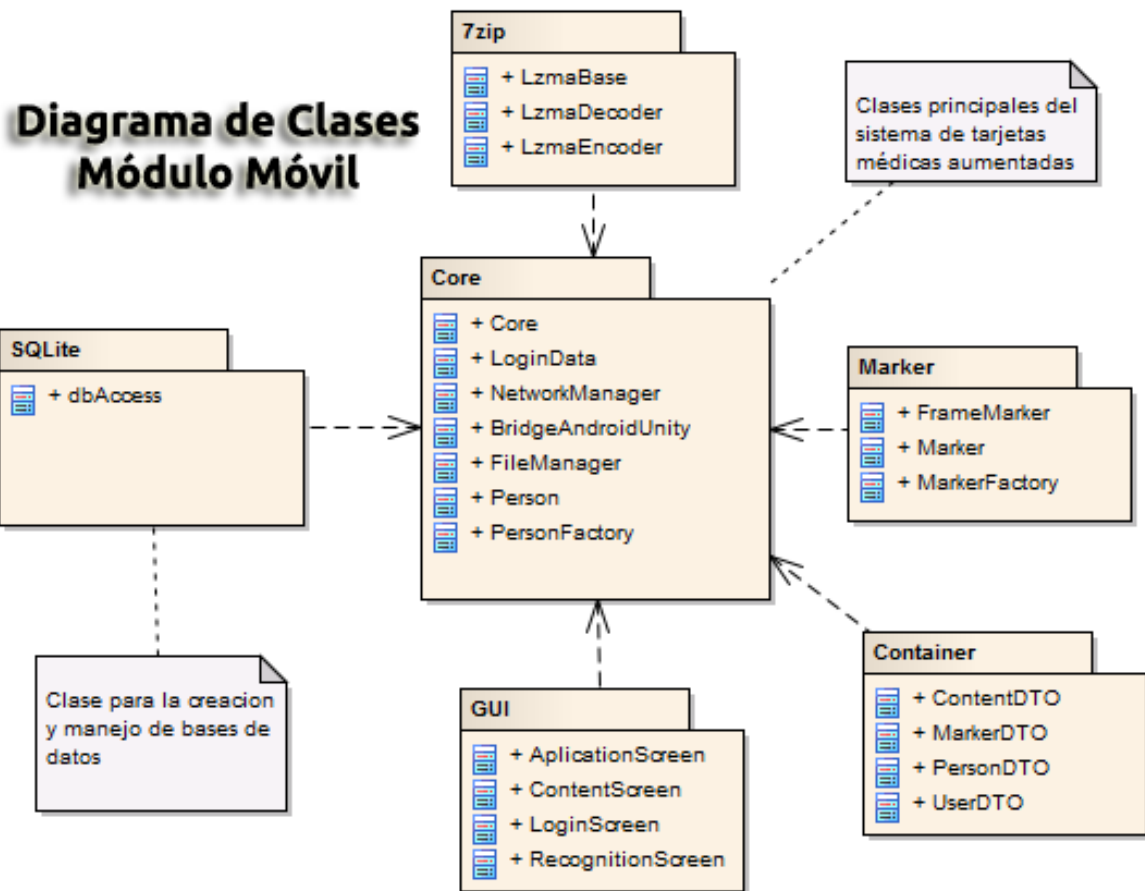 Diagrama de Clases
Módulo Móvil
7zip
+ LzmaBase
+ LzmaDecoder
+ LzmaEncoder
Clases principales del
sistema de tarjetas
médicas aumentadas
Core
+ Core
+ LoginData
+ NetworkManager
+ BridgeAndroidUnity
+ FileManager
+ Person
+ PersonFactory
SQLite
+ dbAccess
Marker
+ FrameMarker
+ Marker
+ MarkerFactory
Clase para la creacion
y manejo de bases de
datos
GUI
+ AplicationScreen
+ ContentScreen
+ LoginScreen
+ RecognitionScreen
Container
+ ContentDTO
+ MarkerDTO
+ PersonDTO
+ UserDTO